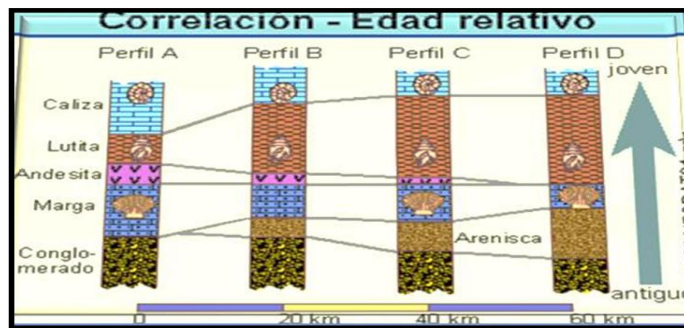 Correlación - Edad relativo
Perfil A
Perfil B
Perfil C
Perfil D
joven
Caliza
Lutita
Andesita
Marga
Conglo-
merado
Arenisca
antiguo
0
20 km
40 km
60 km